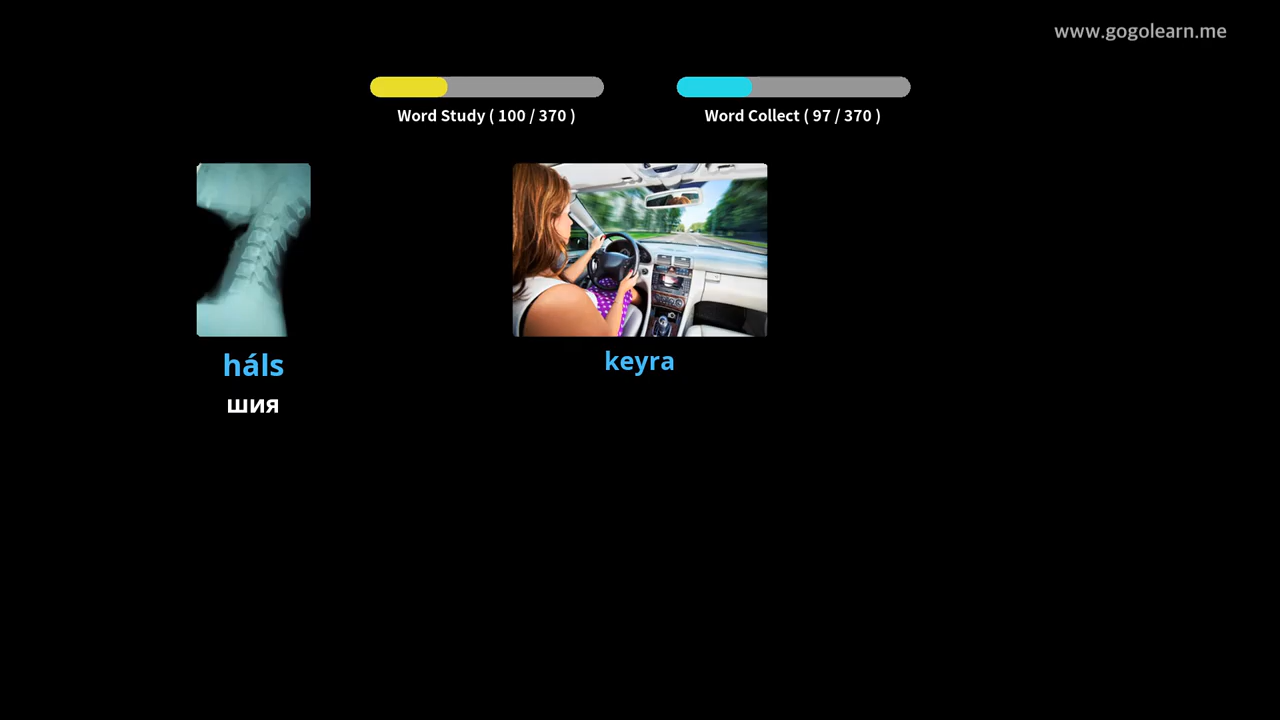 www.gogolearn.me
Word Study ( 100 / 370 )
Word Collect ( 97 / 370 )
háls
шия
keyra